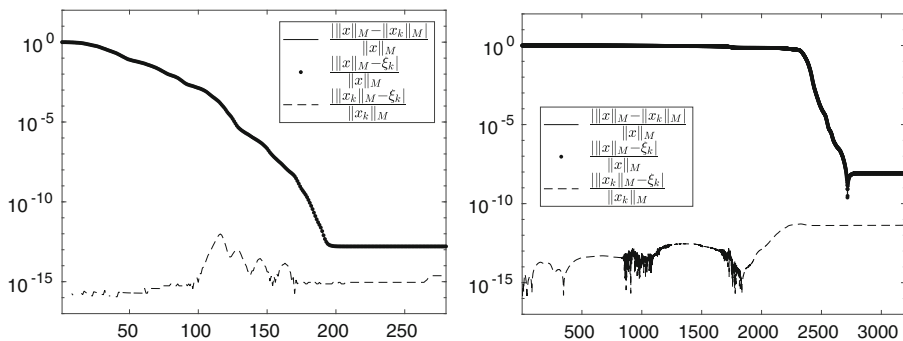 10^0
10^-5
10^-10
10^-15
50 100 150 200 250
|‖x‖_M−‖x_k‖_M| / ‖x‖_M
|‖x‖_M−ξ_k| / ‖x‖_M
|‖x_k‖_M−ξ_k| / ‖x_k‖_M
10^0
10^-5
10^-10
10^-15
500 1000 1500 2000 2500 3000
|‖x‖_M−‖x_k‖_M| / ‖x‖_M
|‖x‖_M−ξ_k| / ‖x‖_M
|‖x_k‖_M−ξ_k| / ‖x_k‖_M